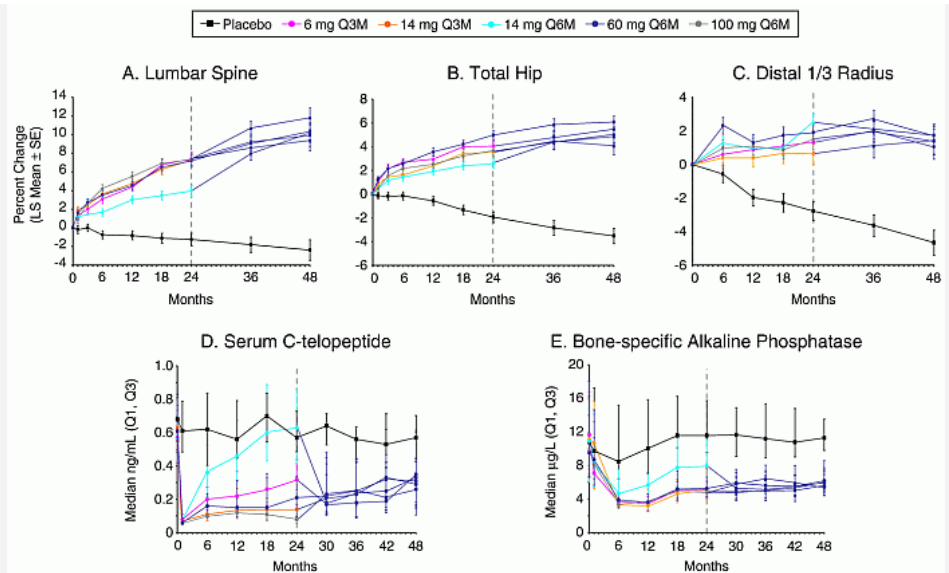 Placebo 6 mg Q3M 14 mg Q3M 14 mg Q6M 60 mg Q6M 100 mg Q6M
A. Lumbar Spine
Percent Change
(LS Mean ± SE)
14
12
10
8
6
4
2
0
-2
-4
0 6 12 18 24 36 48
Months
B. Total Hip
8
6
4
2
0
-2
-4
-6
0 6 12 18 24 36 48
Months
C. Distal 1/3 Radius
4
2
0
-2
-4
-6
0 6 12 18 24 36 48
Months
D. Serum C-telopeptide
Median ng/mL (Q1, Q3)
1.0
0.8
0.6
0.4
0.2
0
0 6 12 18 24 30 36 42 48
Months
E. Bone-specific Alkaline Phosphatase
Median µg/L (Q1, Q3)
20
16
12
8
4
0
0 6 12 18 24 30 36 42 48
Months